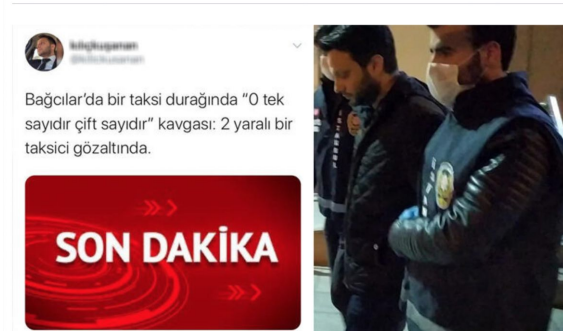 Bağcılar'da bir taksi durağında "0 tek
sayıdır çift sayıdır" kavgası: 2 yaralı bir
taksici gözaltında.
SON DAKİKA